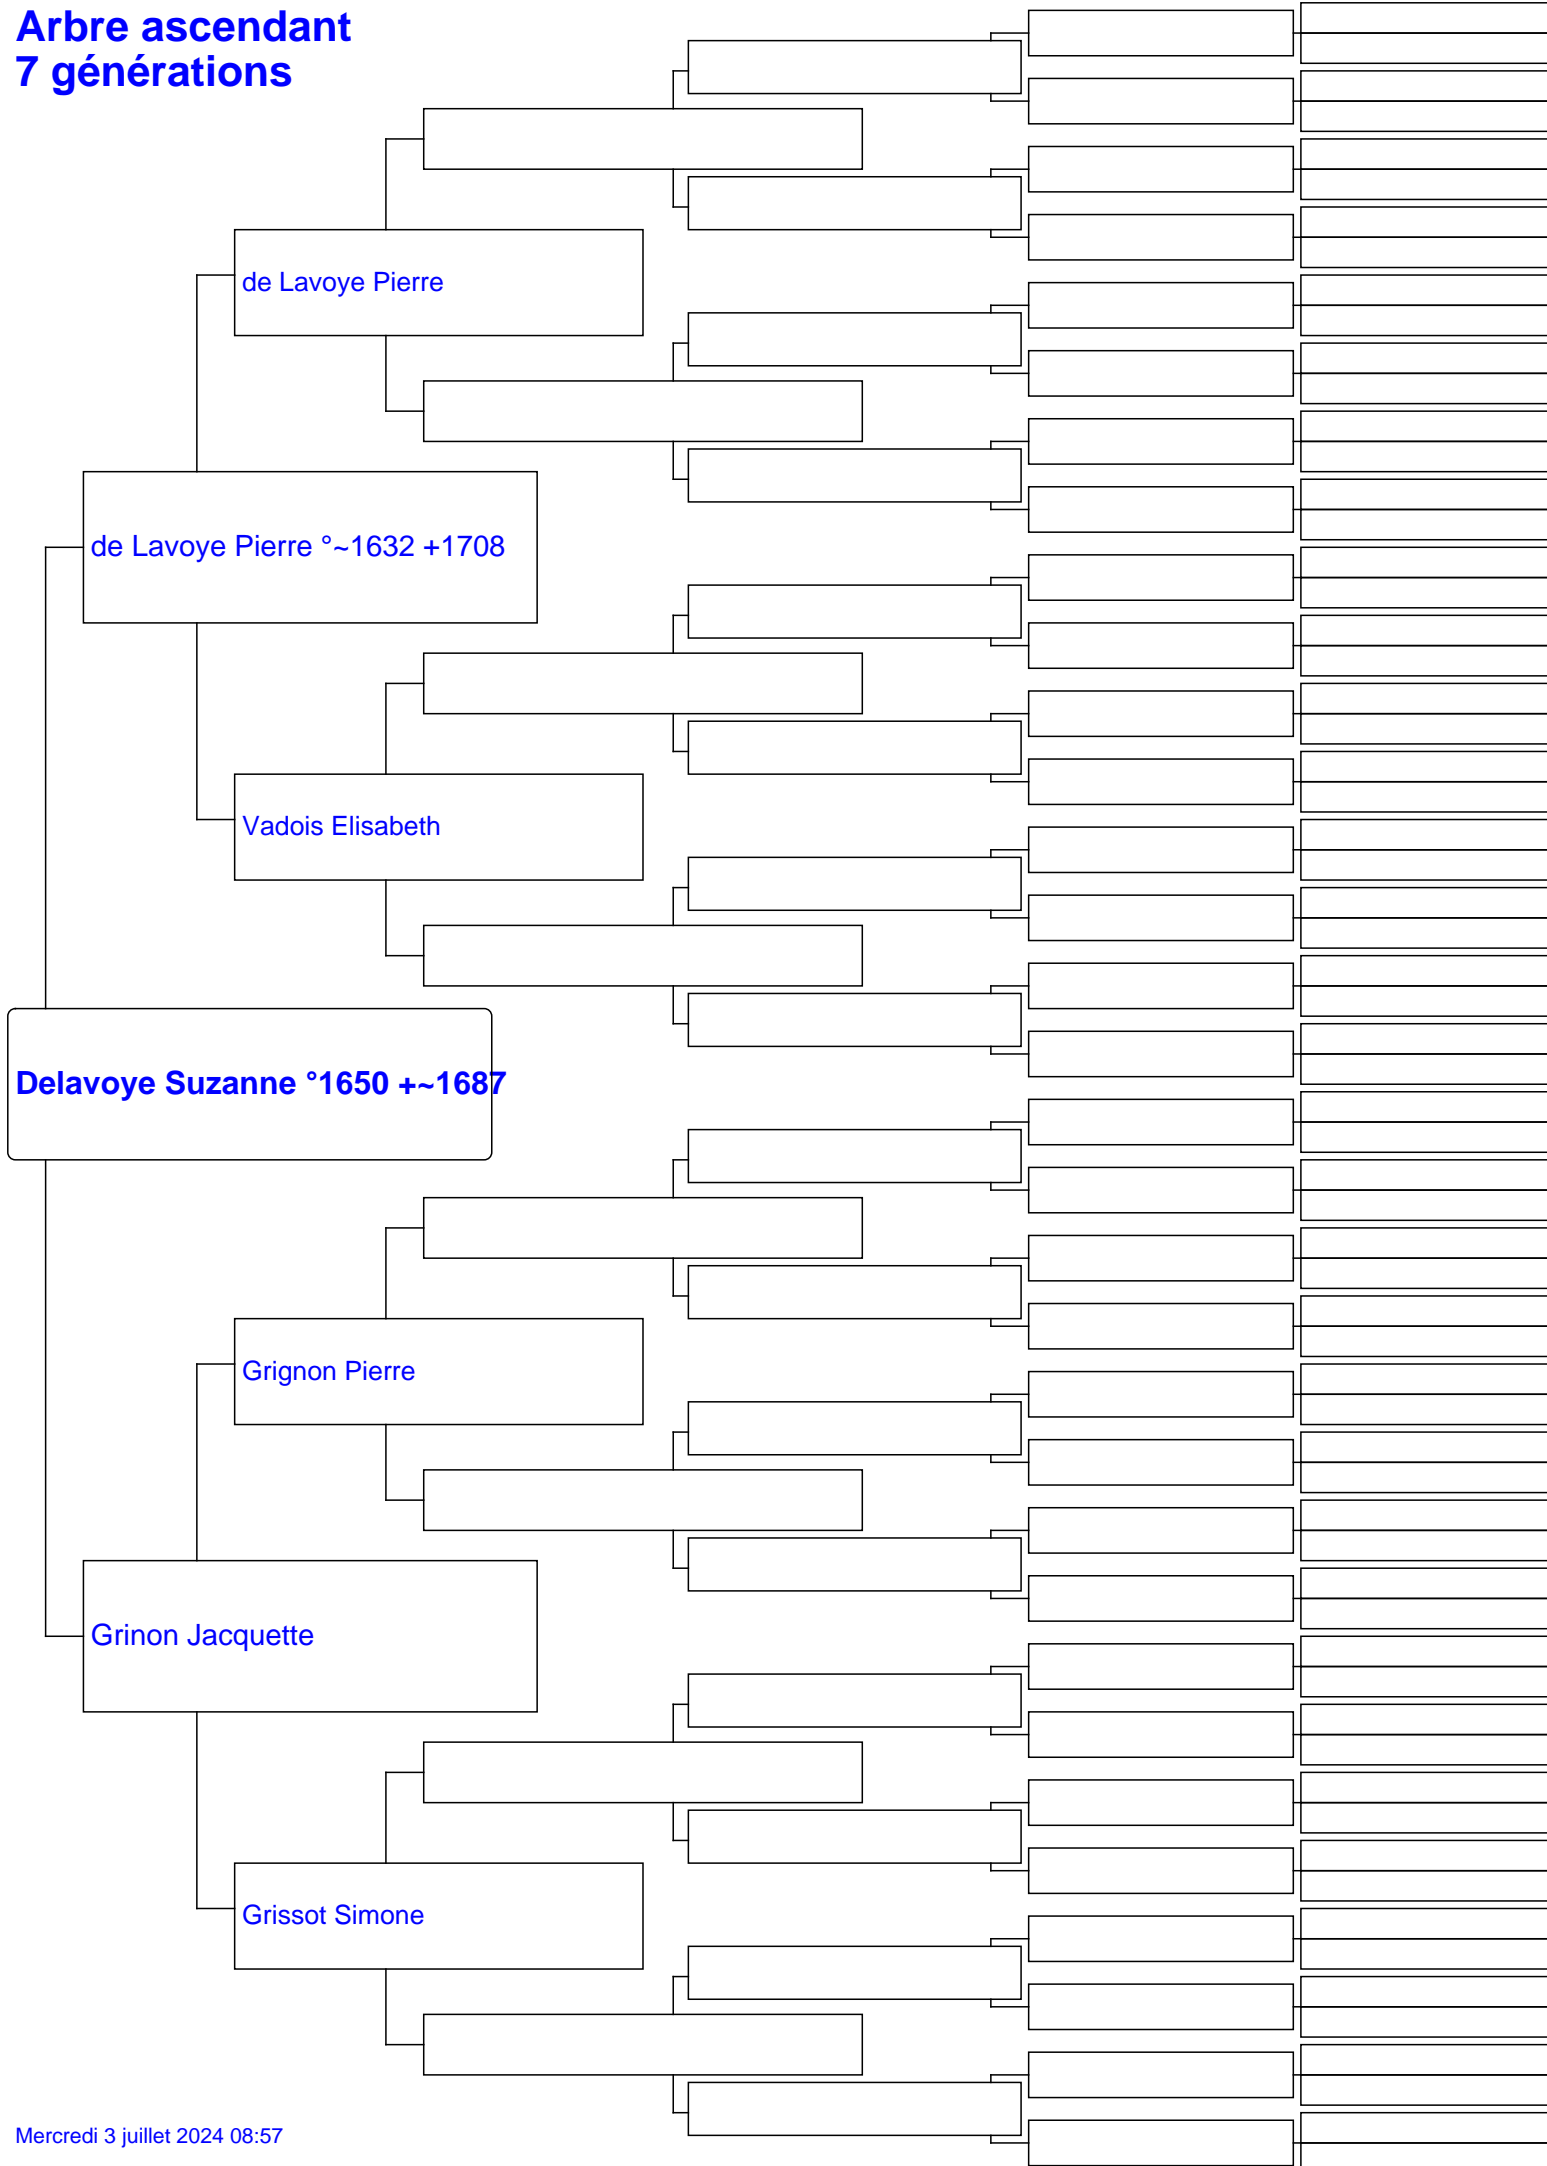 Arbre ascendant
7 générations
de Lavoye Pierre
de Lavoye Pierre °~1632 +1708
Vadois Elisabeth
Delavoye Suzanne °1650 +~1687
Grignon Pierre
Grinon Jacquette
Grissot Simone
Mercredi 3 juillet 2024 08:57